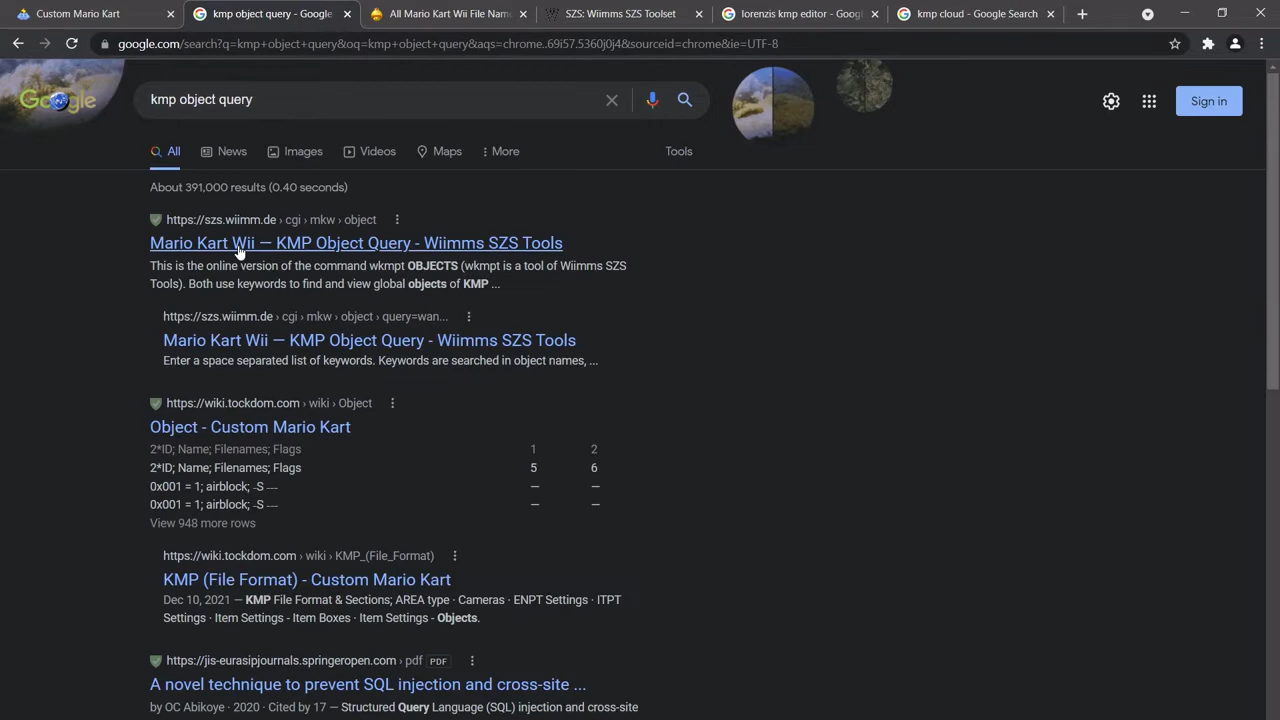 Custom Mario Kart
kmp object query - Google
All Mario Kart Wii File Name
SZS: Wiimms SZS Toolset
lorenzis kmp editor - Goog
kmp cloud - Google Search
google.com/search?q=kmp+object+query&oq=kmp+object+query&aqs=chrome..69i57.5360j0j4&sourceid=chrome&ie=UTF-8
Google
kmp object query
Sign in
All
News
Images
Videos
Maps
More
Tools
About 391,000 results (0.40 seconds)
https://szs.wiimm.de › cgi › mkw › object
Mario Kart Wii — KMP Object Query - Wiimms SZS Tools
This is the online version of the command wkmpt OBJECTS (wkmpt is a tool of Wiimms SZS
Tools). Both use keywords to find and view global objects of KMP ...
https://szs.wiimm.de › cgi › mkw › object › query=wan...
Mario Kart Wii — KMP Object Query - Wiimms SZS Tools
Enter a space separated list of keywords. Keywords are searched in object names, ...
https://wiki.tockdom.com › wiki › Object
Object - Custom Mario Kart
2*ID; Name; Filenames; Flags 1 2
2*ID; Name; Filenames; Flags 5 6
0x001 = 1; airblock; -S --- — —
0x001 = 1; airblock; -S --- — —
View 948 more rows
https://wiki.tockdom.com › wiki › KMP_(File_Format)
KMP (File Format) - Custom Mario Kart
Dec 10, 2021 — KMP File Format & Sections; AREA type · Cameras · ENPT Settings · ITPT
Settings · Item Settings - Item Boxes · Item Settings - Objects.
https://jis-eurasipjournals.springeropen.com › pdf PDF
A novel technique to prevent SQL injection and cross-site ...
by OC Abikoye · 2020 · Cited by 17 — Structured Query Language (SQL) injection and cross-site